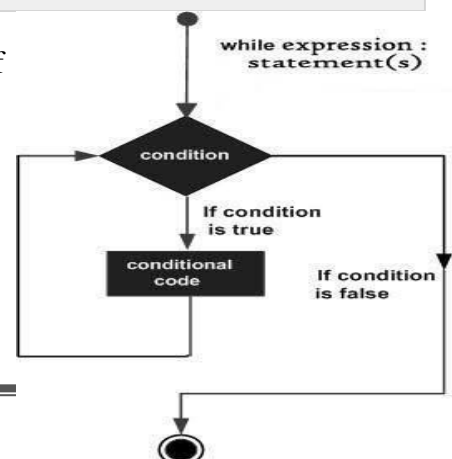 f
while expression :
statement(s)
condition
If condition
is true
conditional
code
If condition
is false